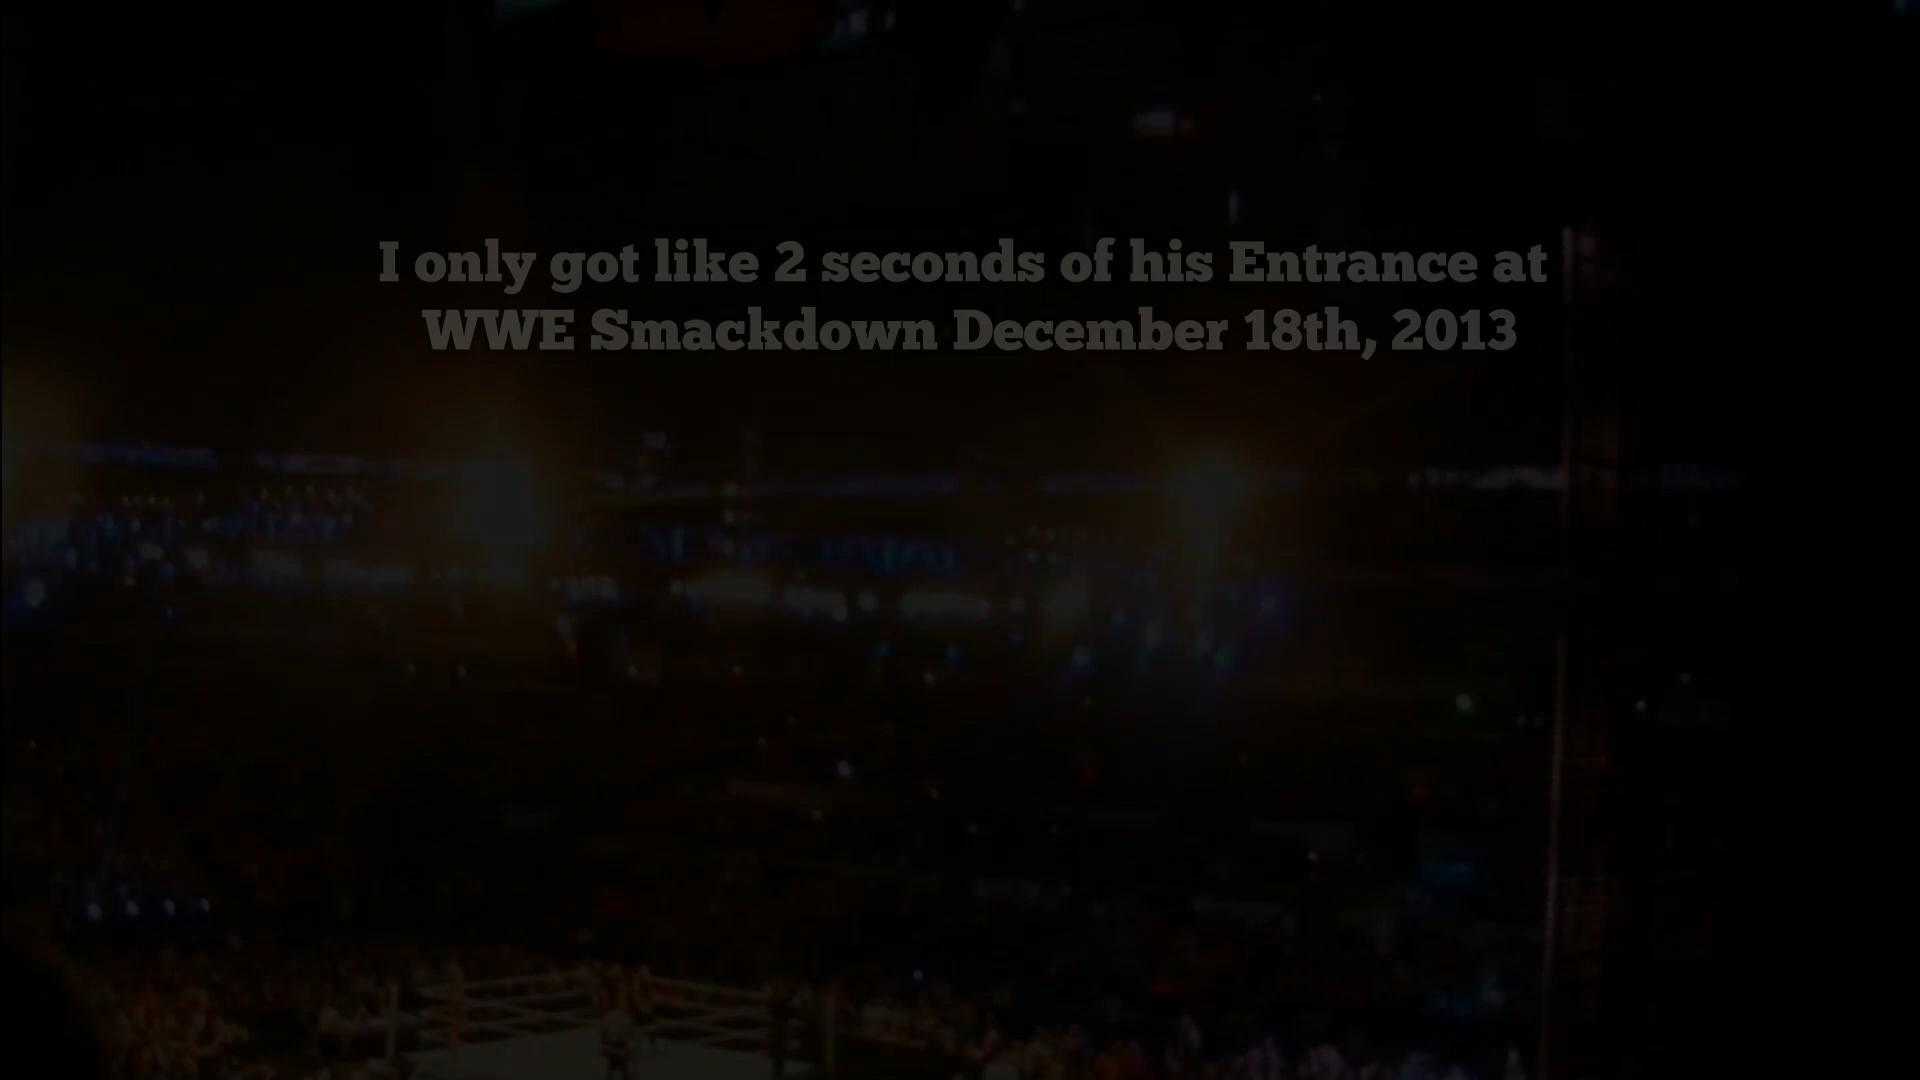 I only got like 2 seconds of his Entrance at
WWE Smackdown December 18th, 2013